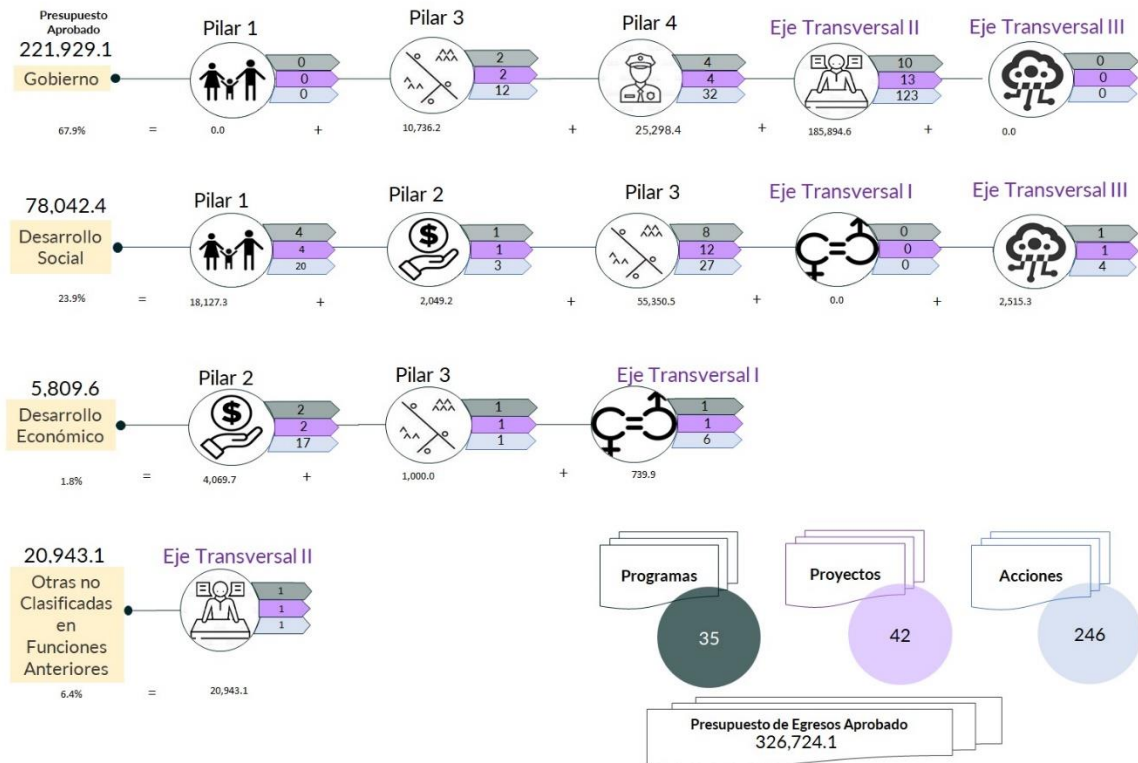 Presupuesto
Aprobado
221,929.1
Gobierno
67.9%
=
Pilar 1
0
0
0
0.0
+
Pilar 3
2
2
12
10,736.2
+
Pilar 4
4
4
32
25,298.4
+
Eje Transversal II
10
13
123
185,894.6
+
Eje Transversal III
0
0
0
0.0
78,042.4
Desarrollo
Social
23.9%
=
Pilar 1
4
4
20
18,127.3
+
Pilar 2
$
1
1
3
2,049.2
+
Pilar 3
8
12
27
55,350.5
+
Eje Transversal I
0
0
0
0.0
+
Eje Transversal III
1
1
4
2,515.3
5,809.6
Desarrollo
Económico
1.8%
=
Pilar 2
$
2
2
17
4,069.7
+
Pilar 3
1
1
1
1,000.0
+
Eje Transversal I
1
1
6
739.9
20,943.1
Otras no
Clasificadas
en
Funciones
Anteriores
6.4%
=
Eje Transversal II
1
1
1
20,943.1
Programas
35
Proyectos
42
Acciones
246
Presupuesto de Egresos Aprobado
326,724.1